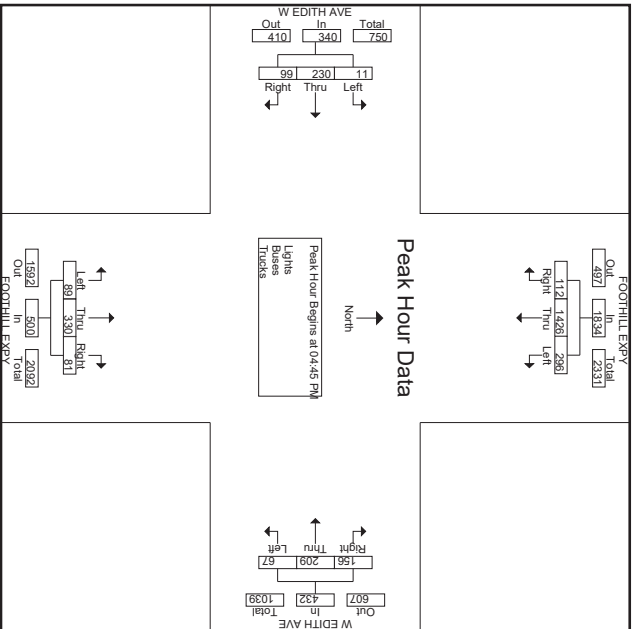 W EDITH AVE
Out In Total
410 340 750
99 230 11
Right Thru Left
FOOTHILL EXPY
Out In Total
497 1834 2331
112 1426 296
Right Thru Left
Peak Hour Data
North
Peak Hour Begins at 04:45 PM
Lights
Buses
Trucks
Left Thru Right
89 330 81
Out In Total
1592 500 2092
FOOTHILL EXPY
Left Thru Right
67 209 156
Total In Out
1039 432 607
W EDITH AVE